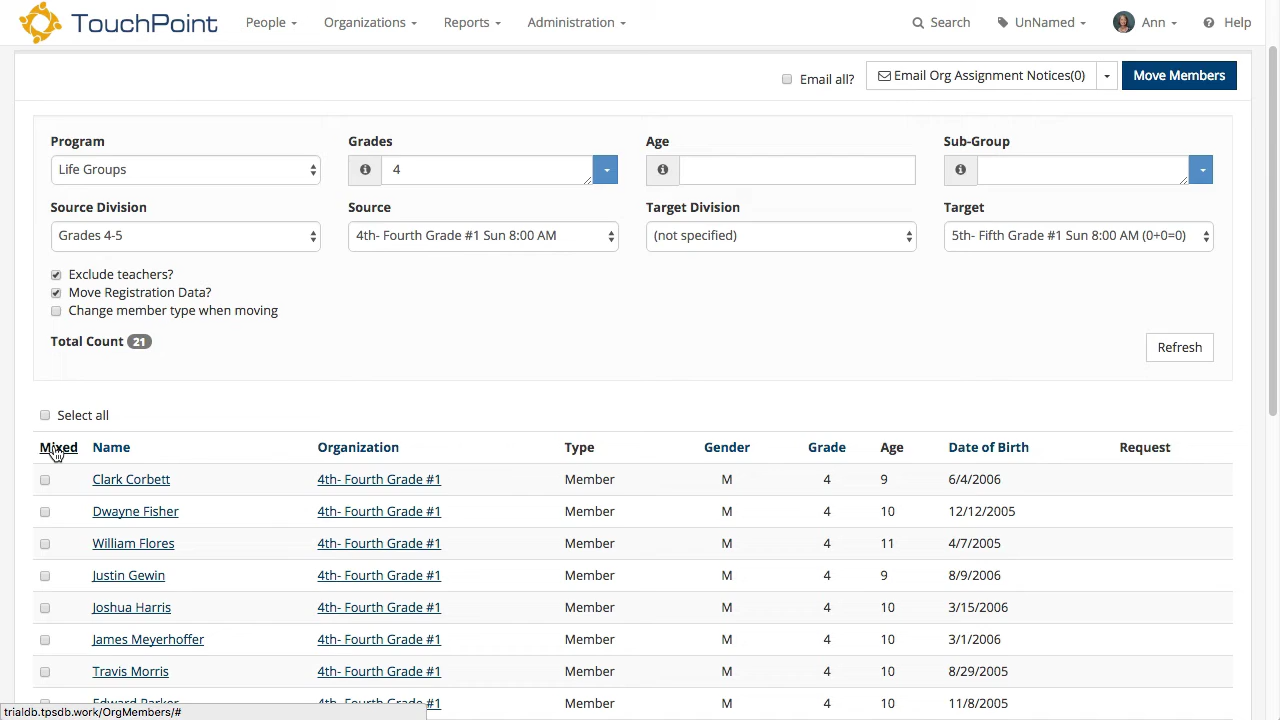 TouchPoint People Organizations Reports Administration Search UnNamed Ann Help
Email all? Email Org Assignment Notices(0) Move Members
Program Grades Age Sub-Group
Life Groups 4
Source Division Source Target Division Target
Grades 4-5 4th- Fourth Grade #1 Sun 8:00 AM (not specified) 5th- Fifth Grade #1 Sun 8:00 AM (0+0=0)
Exclude teachers?
Move Registration Data?
Change member type when moving
Total Count 21
Refresh
Select all
Mixed Name Organization Type Gender Grade Age Date of Birth Request
Clark Corbett 4th- Fourth Grade #1 Member M 4 9 6/4/2006
Dwayne Fisher 4th- Fourth Grade #1 Member M 4 10 12/12/2005
William Flores 4th- Fourth Grade #1 Member M 4 11 4/7/2005
Justin Gewin 4th- Fourth Grade #1 Member M 4 9 8/9/2006
Joshua Harris 4th- Fourth Grade #1 Member M 4 10 3/15/2006
James Meyerhoffer 4th- Fourth Grade #1 Member M 4 10 3/1/2006
Travis Morris 4th- Fourth Grade #1 Member M 4 10 8/29/2005
Edward Parker 4th- Fourth Grade #1 Member M 4 10 11/8/2005
trialdb.tpsdb.work/OrgMembers/#